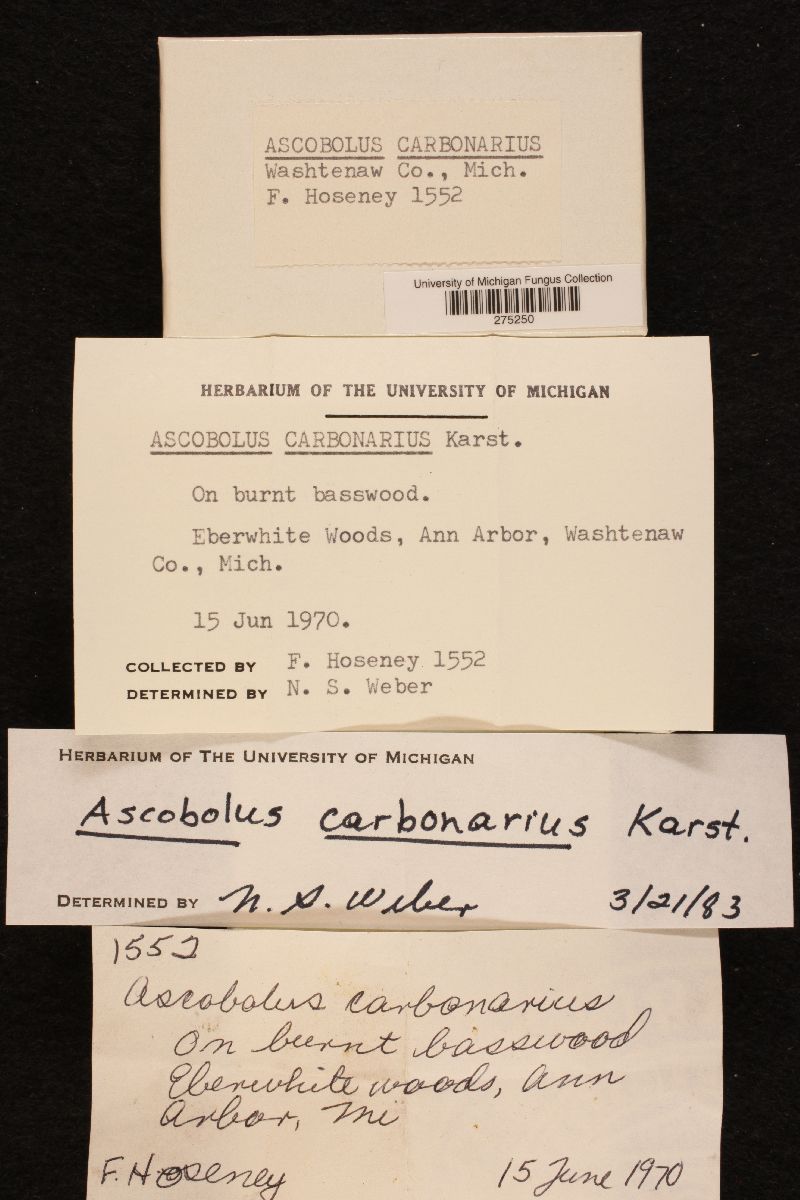 ASCOBOLUS CARBONARIUS
Washtenaw Co., Mich.
F. Hoseney 1552
University of Michigan Fungus Collection
275250
HERBARIUM OF THE UNIVERSITY OF MICHIGAN
ASCOBOLUS CARBONARIUS Karst.
On burnt basswood.
Eberwhite Woods, Ann Arbor, Washtenaw
Co., Mich.
15 Jun 1970.
COLLECTED BY F. Hoseney 1552
DETERMINED BY N. S. Weber
HERBARIUM OF THE UNIVERSITY OF MICHIGAN
Ascobolus carbonarius Karst.
DETERMINED BY N. S. Weber 3/21/83
1552
Ascobolus carbonarius
On burnt basswood
Eberwhite woods, Ann
Arbor, Mi
F. Hoseney 15 June 1970